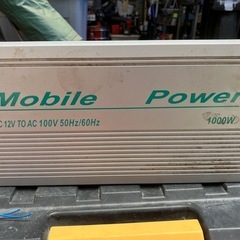 Mobile Power
C 12V TO AC 100V 50Hz/60Hz
1000W